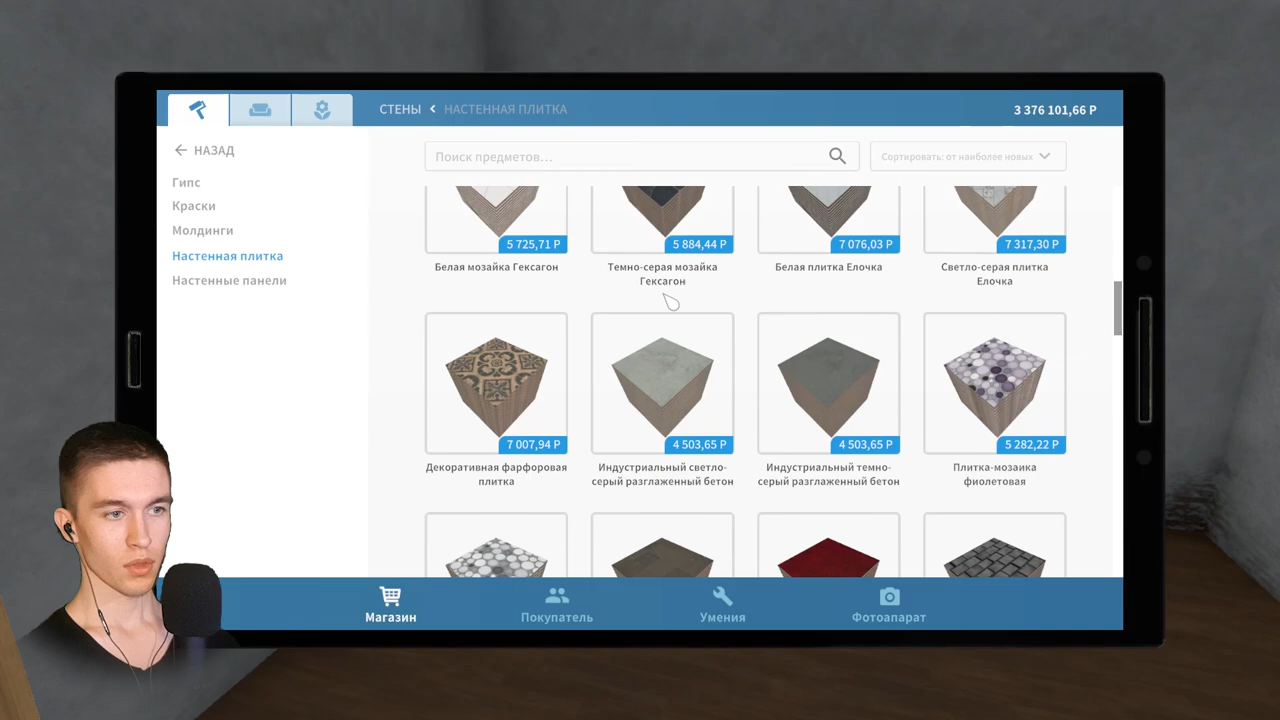 СТЕНЫ < НАСТЕННАЯ ПЛИТКА
3 376 101,66 Р
НАЗАД
Гипс
Краски
Молдинги
Настенная плитка
Настенные панели
Поиск предметов...
Сортировать: от наиболее новых
5 725,71 Р
5 884,44 Р
7 076,03 Р
7 317,30 Р
Белая мозайка Гексагон
Темно-серая мозайка
Гексагон
Белая плитка Елочка
Светло-серая плитка
Елочка
7 007,94 Р
4 503,65 Р
4 503,65 Р
5 282,22 Р
Декоративная фарфоровая
плитка
Индустриальный светло-
серый разглаженный бетон
Индустриальный темно-
серый разглаженный бетон
Плитка-мозаика
фиолетовая
Магазин
Покупатель
Умения
Фотоапарат